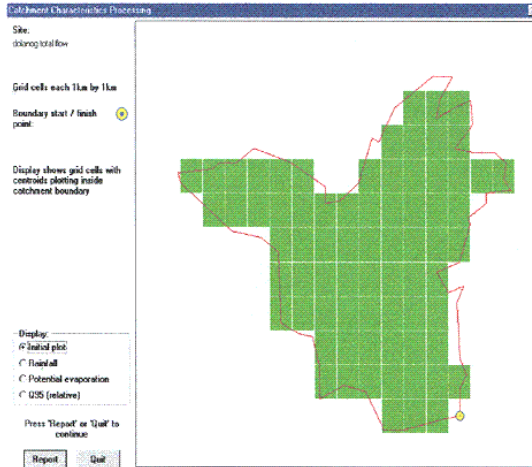 Catchment Characteristics Processing
Site:
dolanog total flow
Grid cells each 1km by 1km
Boundary start / finish
point:
Display shows grid cells with
centroids plotting inside
catchment boundary
Display:
Initial plot
Rainfall
Potential evaporation
Q95 (relative)
Press 'Report' or 'Quit' to
continue
Report
Quit